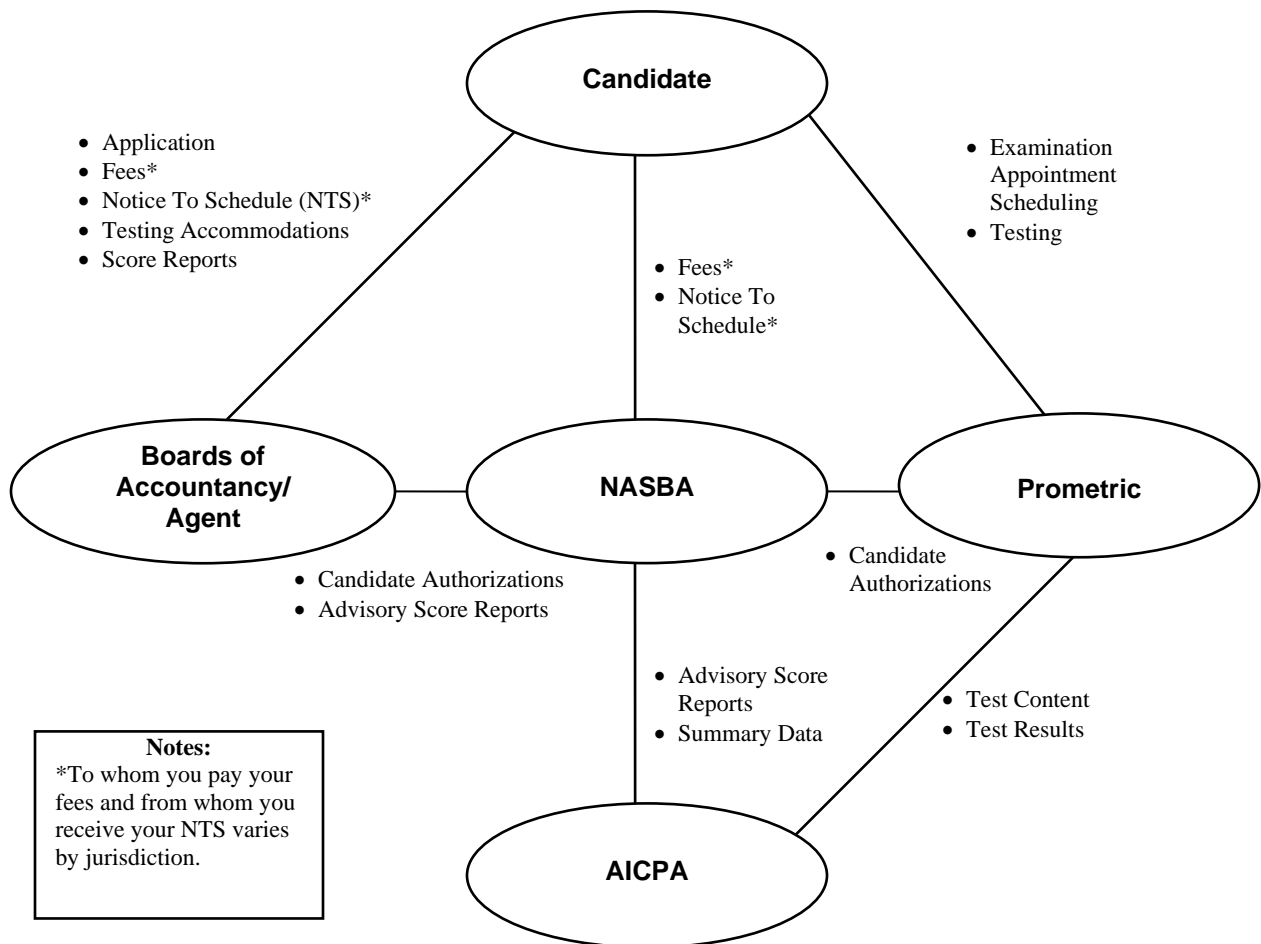 Candidate
• Application
• Fees*
• Notice To Schedule (NTS)*
• Testing Accommodations
• Score Reports
• Examination
Appointment
Scheduling
• Testing
• Fees*
• Notice To
Schedule*
Boards of
Accountancy/
Agent
NASBA
Prometric
• Candidate Authorizations
• Advisory Score Reports
• Candidate
Authorizations
• Advisory Score
Reports
• Summary Data
• Test Content
• Test Results
Notes:
*To whom you pay your
fees and from whom you
receive your NTS varies
by jurisdiction.
AICPA